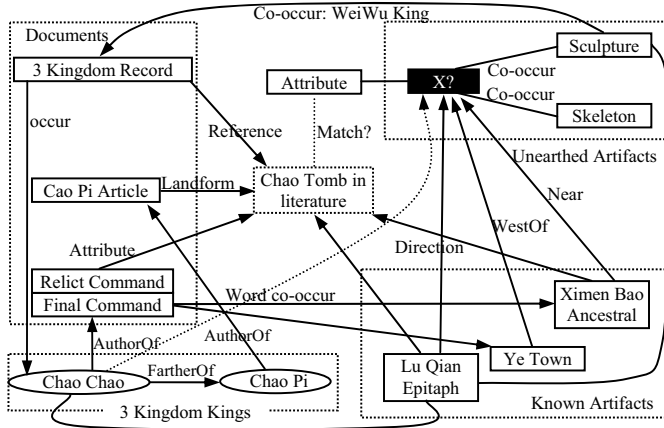 Co-occur: WeiWu King
Documents
Sculpture
3 Kingdom Record
Attribute
X?
Co-occur
Co-occur
occur
Skeleton
Reference
Match?
Unearthed Artifacts
Cao Pi Article
Landform
Chao Tomb in
literature
Near
WestOf
Attribute
Direction
Relict Command
Final Command
Word co-occur
Ximen Bao
Ancestral
AuthorOf
AuthorOf
Ye Town
FartherOf
Chao Chao
Chao Pi
Lu Qian
Epitaph
3 Kingdom Kings
Known Artifacts